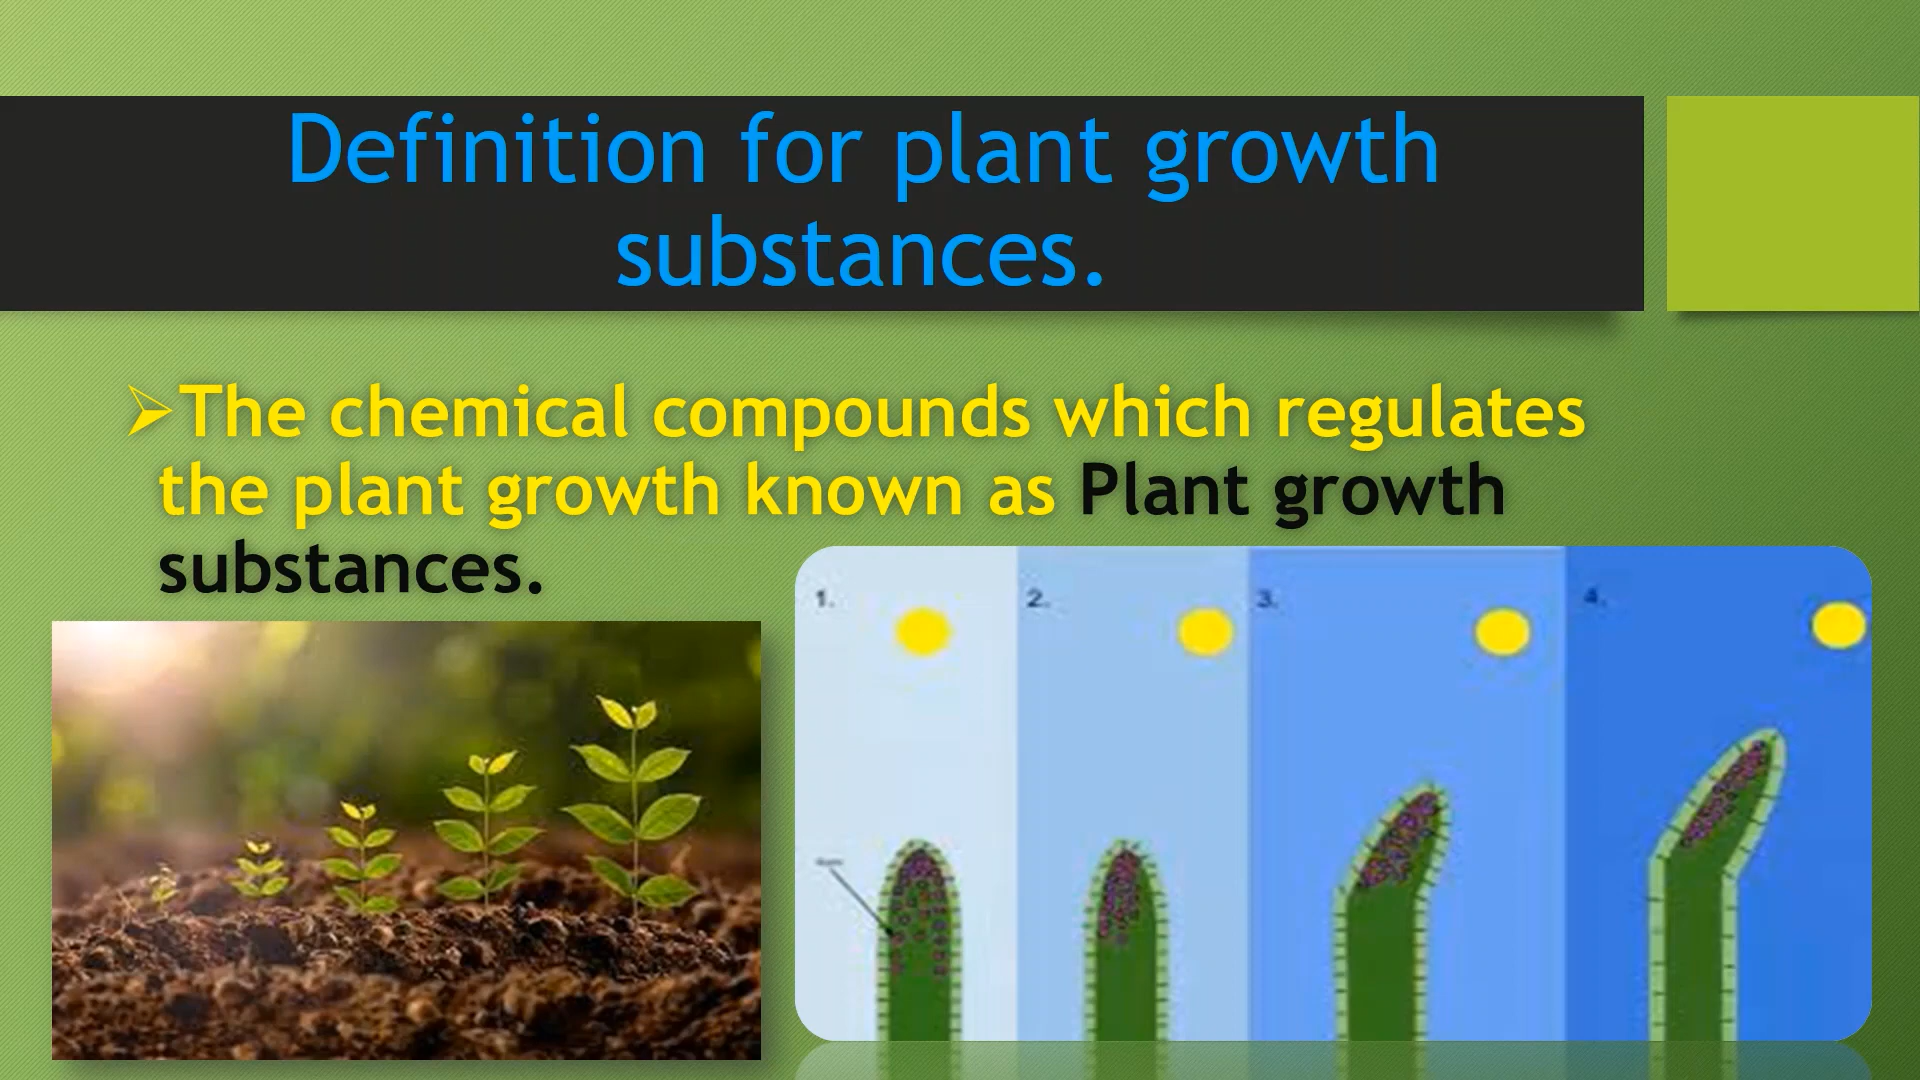 Definition for plant growth
substances.
➢The chemical compounds which regulates
the plant growth known as Plant growth
substances.
1.
2.
3.
4.